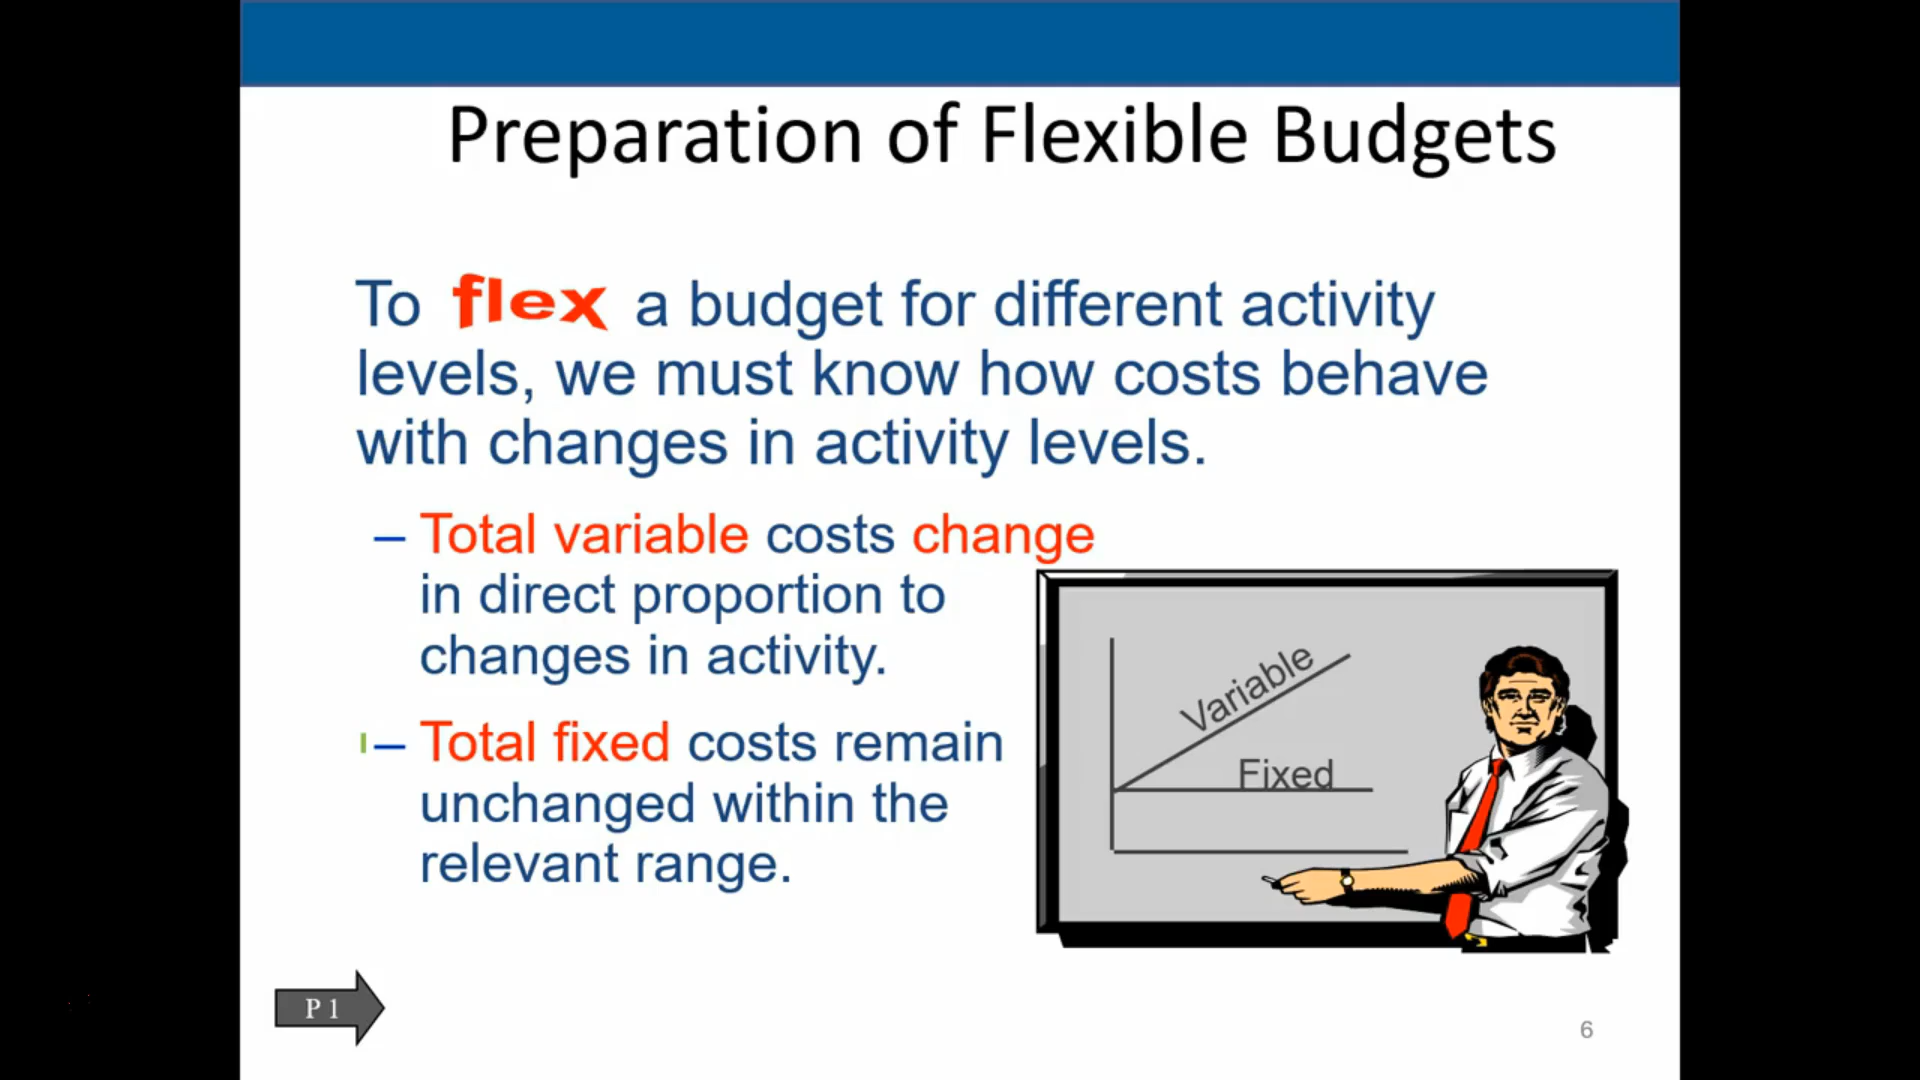 Preparation of Flexible Budgets
To flex a budget for different activity
levels, we must know how costs behave
with changes in activity levels.
– Total variable costs change
in direct proportion to
changes in activity.
– Total fixed costs remain
unchanged within the
relevant range.
Variable
Fixed
P 1
6